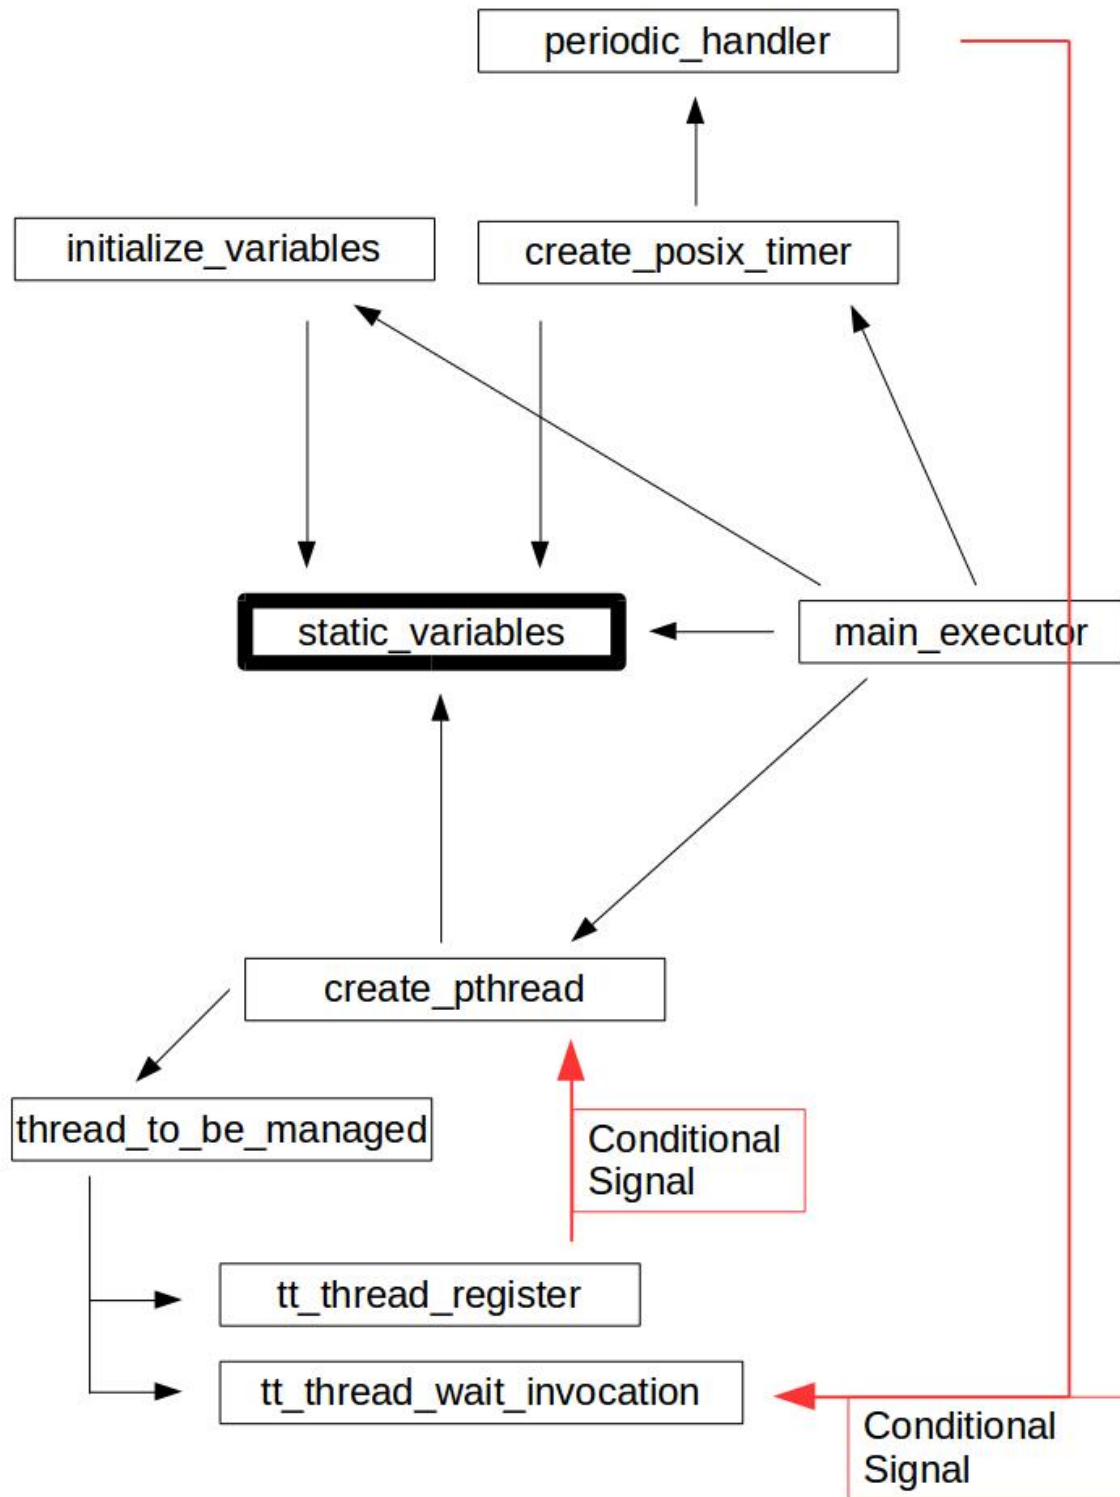 periodic_handler
initialize_variables
create_posix_timer
static_variables
main_executor
create_pthread
thread_to_be_managed
Conditional
Signal
tt_thread_register
tt_thread_wait_invocation
Conditional
Signal